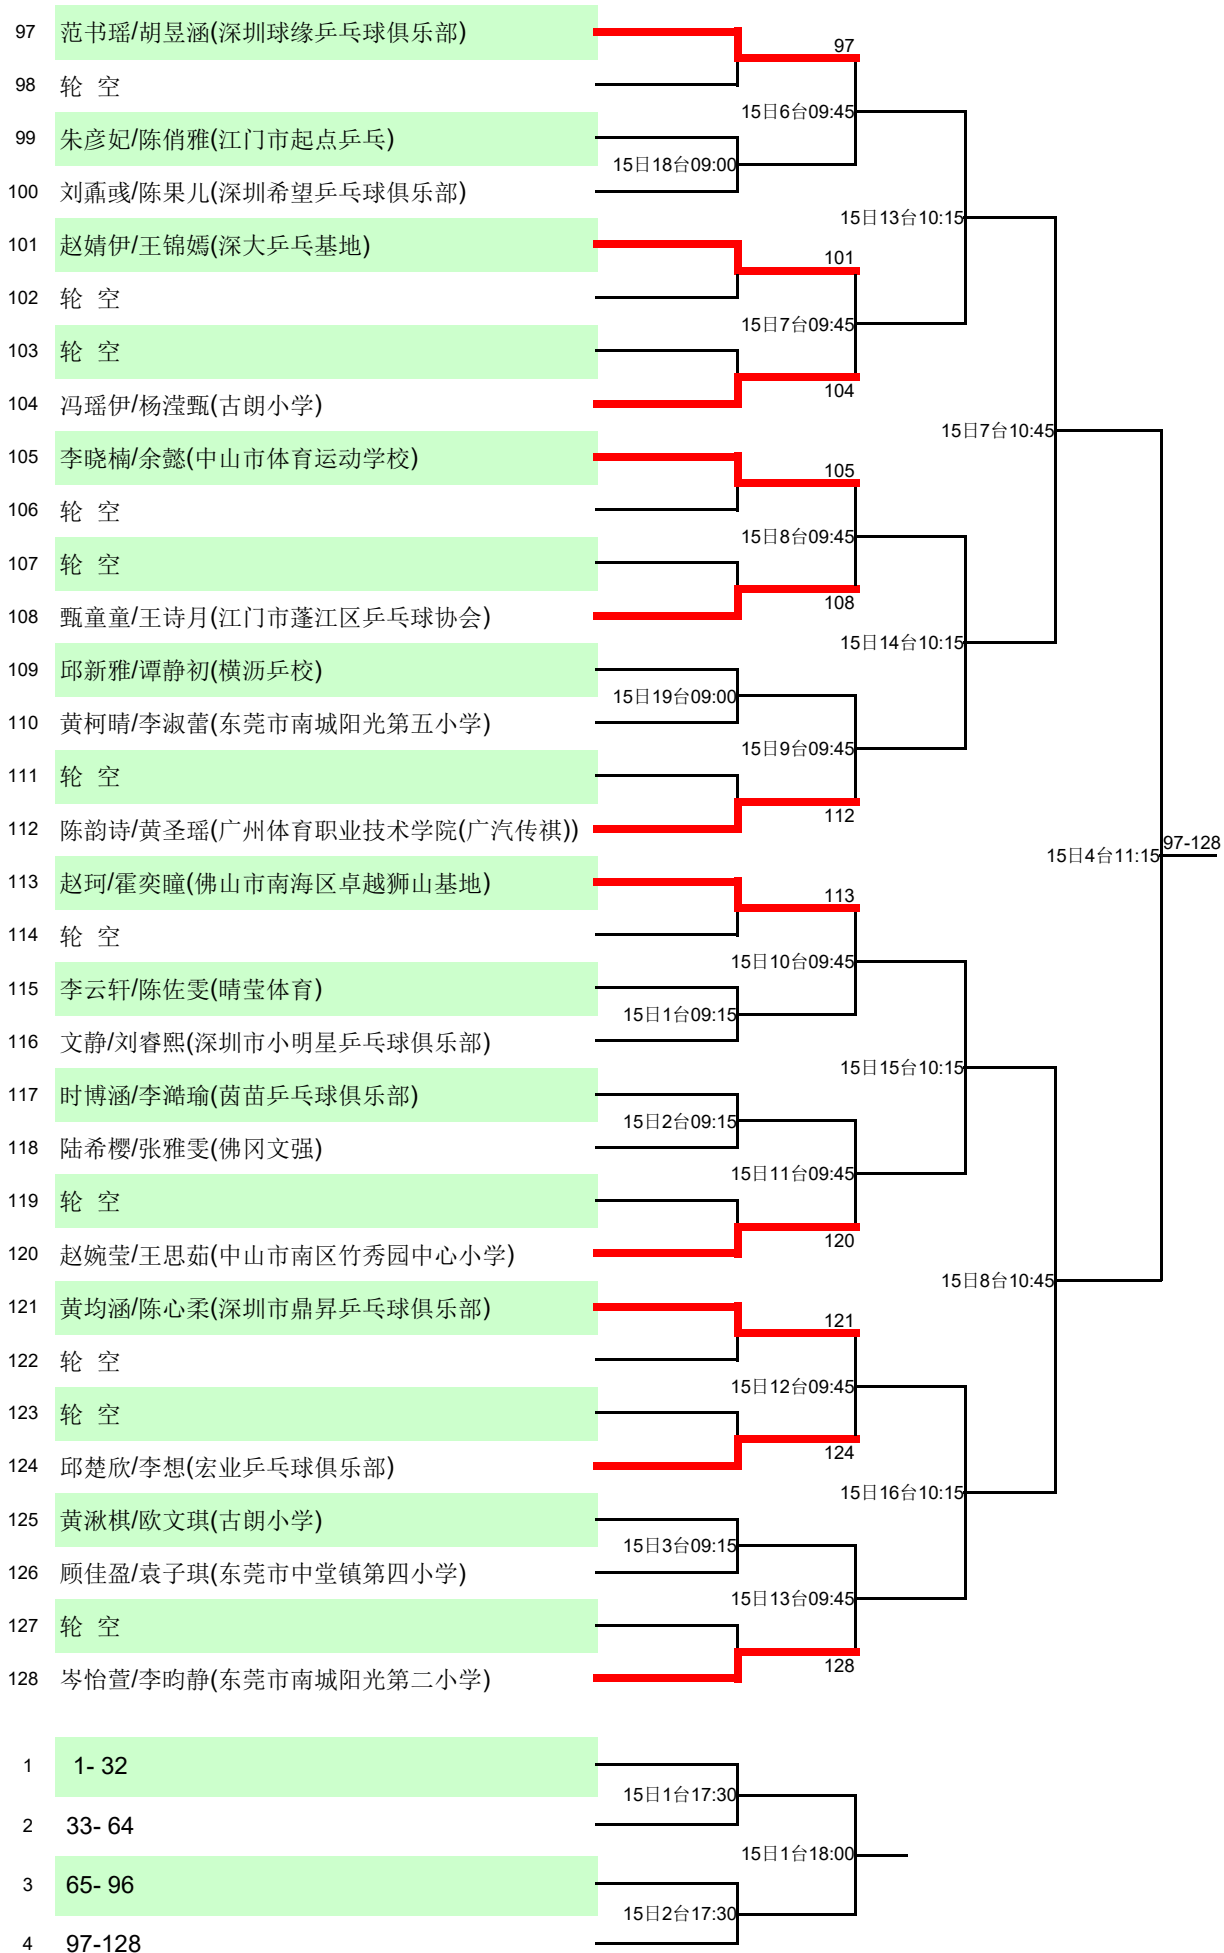 97 范书瑶/胡昱涵(深圳球缘乒乓球俱乐部)
97
98 轮 空
15日6台09:45
99 朱彦妃/陈俏雅(江门市起点乒乓)
15日18台09:00
100 刘鼒彧/陈果儿(深圳希望乒乓球俱乐部)
15日13台10:15
101 赵婧伊/王锦嫣(深大乒乓基地)
101
102 轮 空
15日7台09:45
103 轮 空
104
104 冯瑶伊/杨滢甄(古朗小学)
15日7台10:45
105 李晓楠/余懿(中山市体育运动学校)
105
106 轮 空
15日8台09:45
107 轮 空
108
108 甄童童/王诗月(江门市蓬江区乒乓球协会)
15日14台10:15
109 邱新雅/谭静初(横沥乒校)
15日19台09:00
110 黄柯晴/李淑蕾(东莞市南城阳光第五小学)
15日9台09:45
111 轮 空
112
112 陈韵诗/黄圣瑶(广州体育职业技术学院(广汽传祺))
97-128
15日4台11:15
113 赵珂/霍奕瞳(佛山市南海区卓越狮山基地)
113
114 轮 空
15日10台09:45
115 李云轩/陈佐雯(晴莹体育)
15日1台09:15
116 文静/刘睿熙(深圳市小明星乒乓球俱乐部)
15日15台10:15
117 时博涵/李澔瑜(茵苗乒乓球俱乐部)
15日2台09:15
118 陆希樱/张雅雯(佛冈文强)
15日11台09:45
119 轮 空
120
120 赵婉莹/王思茹(中山市南区竹秀园中心小学)
15日8台10:45
121 黄均涵/陈心柔(深圳市鼎昇乒乓球俱乐部)
121
122 轮 空
15日12台09:45
123 轮 空
124
124 邱楚欣/李想(宏业乒乓球俱乐部)
15日16台10:15
125 黄湫棋/欧文琪(古朗小学)
15日3台09:15
126 顾佳盈/袁子琪(东莞市中堂镇第四小学)
15日13台09:45
127 轮 空
128
128 岑怡萱/李昀静(东莞市南城阳光第二小学)
1 1- 32
15日1台17:30
2 33- 64
15日1台18:00
3 65- 96
15日2台17:30
4 97-128